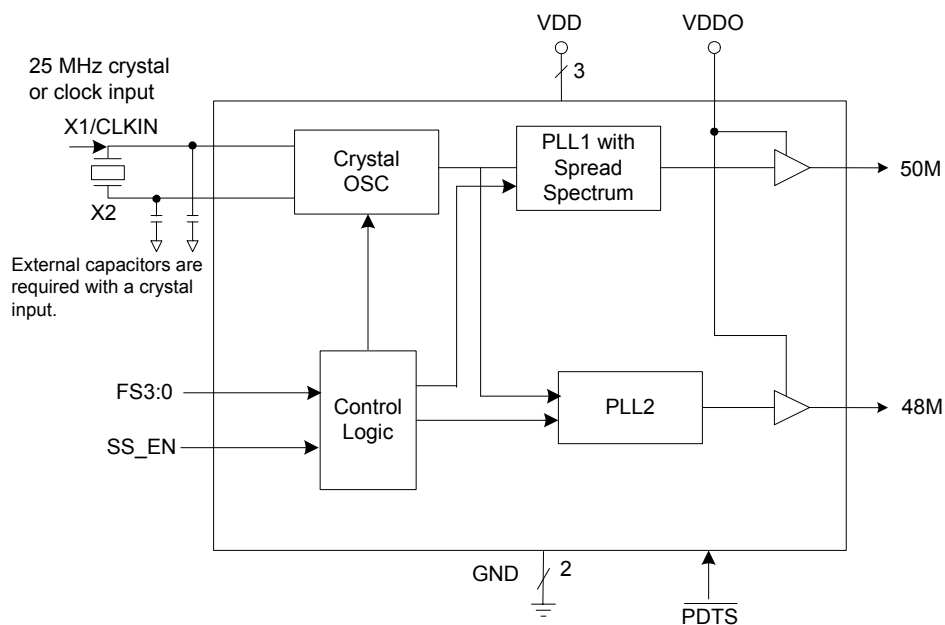 VDD
VDDO
3
25 MHz crystal
or clock input
X1/CLKIN
X2
External capacitors are
required with a crystal
input.
Crystal
OSC
PLL1 with
Spread
Spectrum
50M
FS3:0
SS_EN
Control
Logic
PLL2
48M
GND
2
PDTS